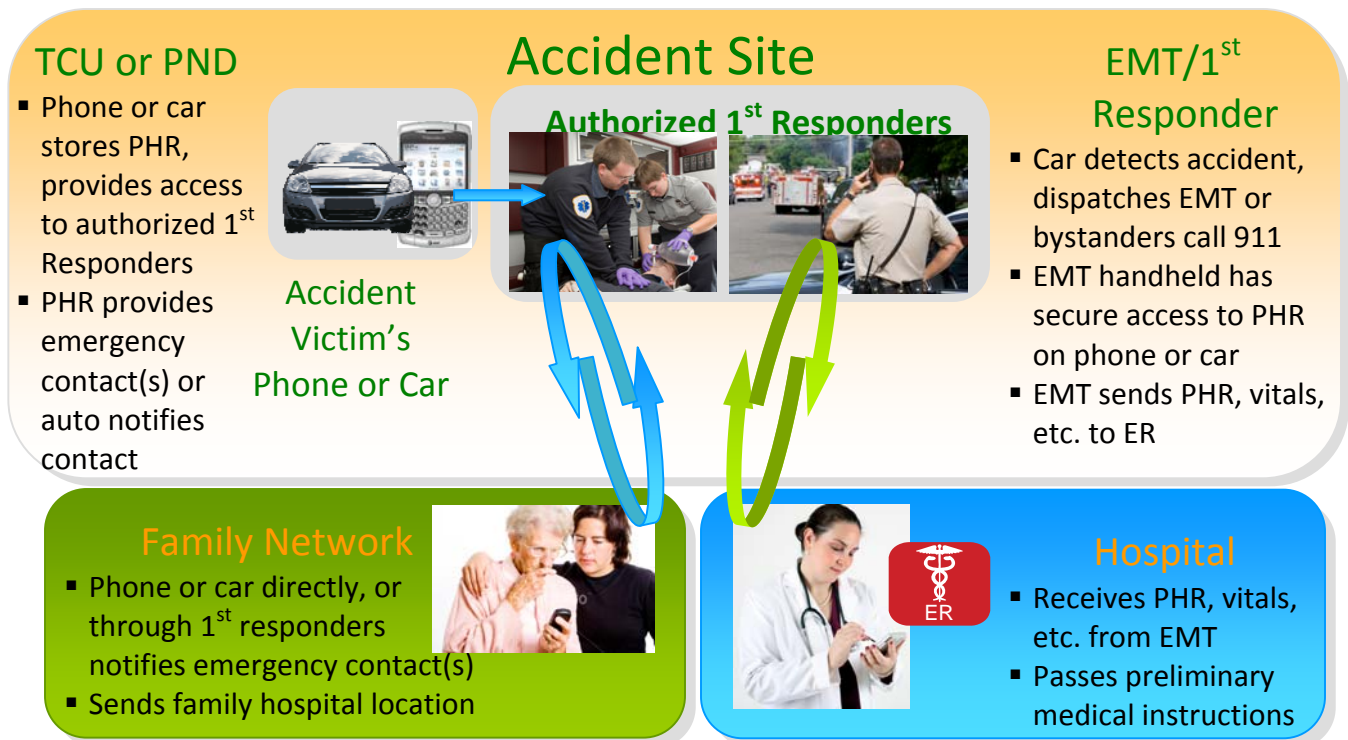 Accident Site
TCU or PND
▪ Phone or car
stores PHR,
provides access
to authorized 1st
Responders
▪ PHR provides
emergency
contact(s) or
auto notifies
contact
Accident
Victim’s
Phone or Car
Authorized 1st Responders
EMT/1st
Responder
▪ Car detects accident,
dispatches EMT or
bystanders call 911
▪ EMT handheld has
secure access to PHR
on phone or car
▪ EMT sends PHR, vitals,
etc. to ER
Family Network
▪ Phone or car directly, or
through 1st responders
notifies emergency contact(s)
▪ Sends family hospital location
ER
Hospital
▪ Receives PHR, vitals,
etc. from EMT
▪ Passes preliminary
medical instructions